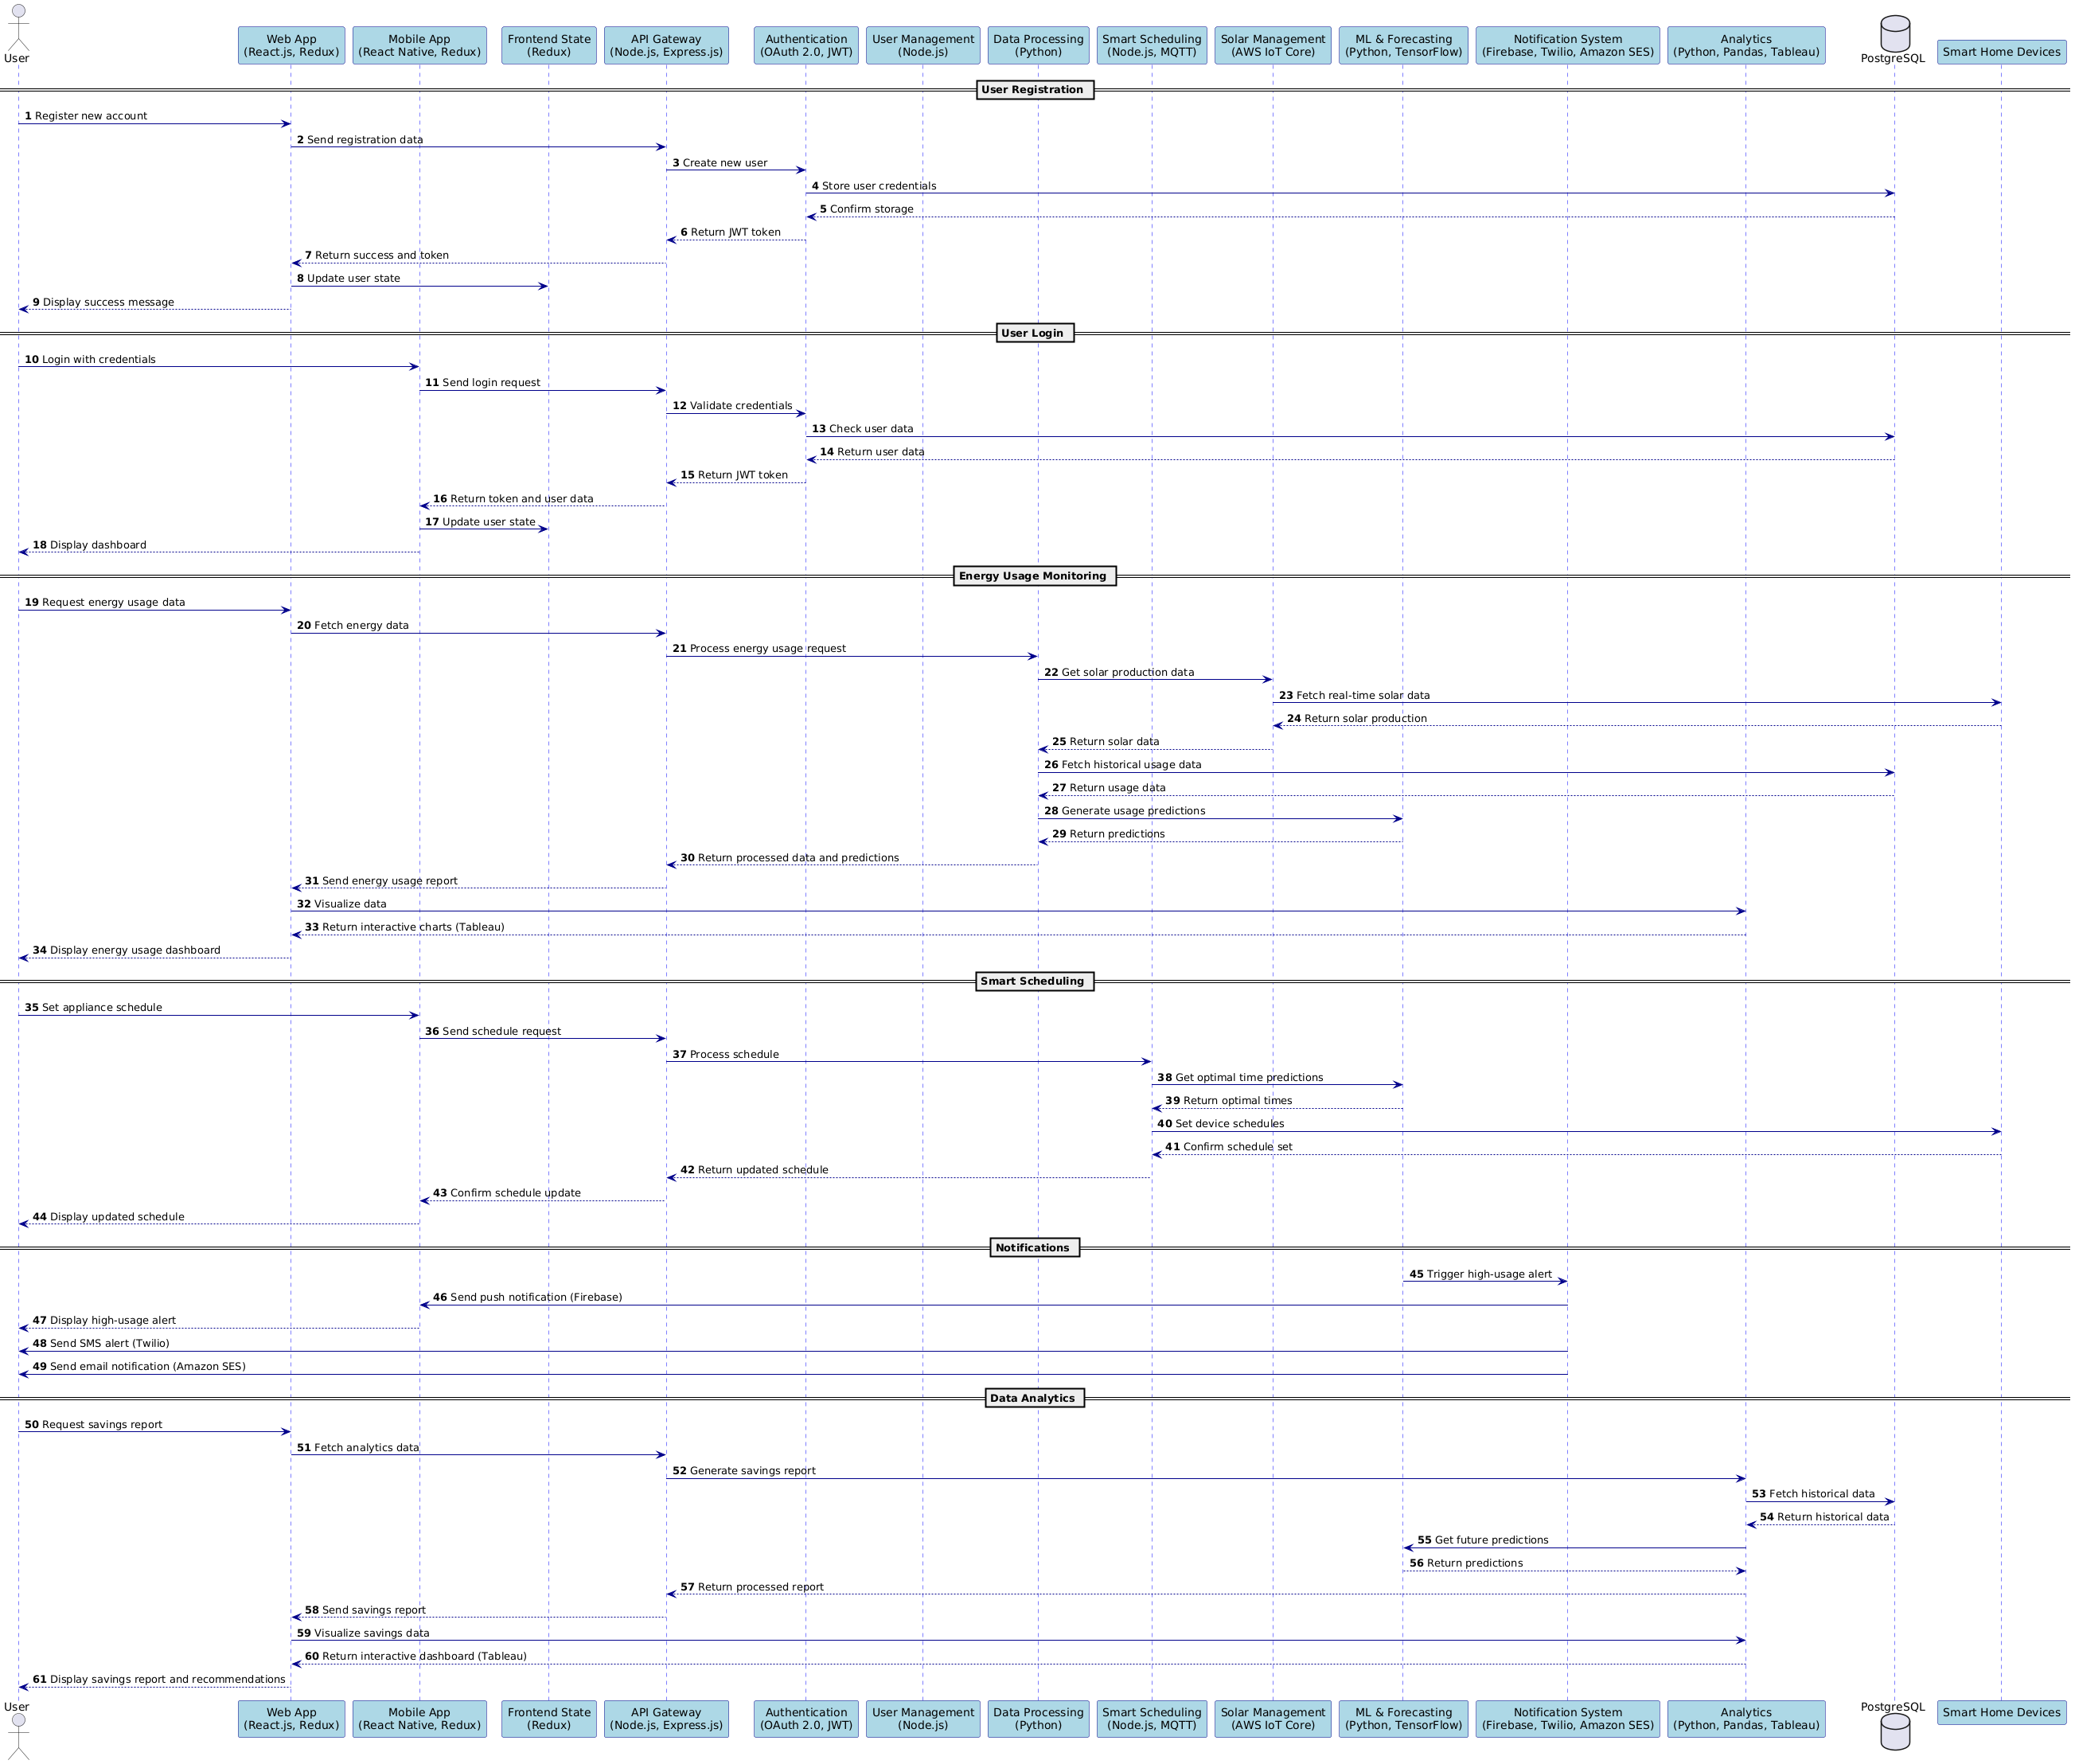 User
Web App
(React.js, Redux)
Mobile App
(React Native, Redux)
Frontend State
(Redux)
API Gateway
(Node.js, Express.js)
Authentication
(OAuth 2.0, JWT)
User Management
(Node.js)
Data Processing
(Python)
Smart Scheduling
(Node.js, MQTT)
Solar Management
(AWS IoT Core)
ML & Forecasting
(Python, TensorFlow)
Notification System
(Firebase, Twilio, Amazon SES)
Analytics
(Python, Pandas, Tableau)
PostgreSQL
Smart Home Devices
User Registration
1 Register new account
2 Send registration data
3 Create new user
4 Store user credentials
5 Confirm storage
6 Return JWT token
7 Return success and token
8 Update user state
9 Display success message
User Login
10 Login with credentials
11 Send login request
12 Validate credentials
13 Check user data
14 Return user data
15 Return JWT token
16 Return token and user data
17 Update user state
18 Display dashboard
Energy Usage Monitoring
19 Request energy usage data
20 Fetch energy data
21 Process energy usage request
22 Get solar production data
23 Fetch real-time solar data
24 Return solar production
25 Return solar data
26 Fetch historical usage data
27 Return usage data
28 Generate usage predictions
29 Return predictions
30 Return processed data and predictions
31 Send energy usage report
32 Visualize data
33 Return interactive charts (Tableau)
34 Display energy usage dashboard
Smart Scheduling
35 Set appliance schedule
36 Send schedule request
37 Process schedule
38 Get optimal time predictions
39 Return optimal times
40 Set device schedules
41 Confirm schedule set
42 Return updated schedule
43 Confirm schedule update
44 Display updated schedule
Notifications
45 Trigger high-usage alert
46 Send push notification (Firebase)
47 Display high-usage alert
48 Send SMS alert (Twilio)
49 Send email notification (Amazon SES)
Data Analytics
50 Request savings report
51 Fetch analytics data
52 Generate savings report
53 Fetch historical data
54 Return historical data
55 Get future predictions
56 Return predictions
57 Return processed report
58 Send savings report
59 Visualize savings data
60 Return interactive dashboard (Tableau)
61 Display savings report and recommendations
User
Web App
(React.js, Redux)
Mobile App
(React Native, Redux)
Frontend State
(Redux)
API Gateway
(Node.js, Express.js)
Authentication
(OAuth 2.0, JWT)
User Management
(Node.js)
Data Processing
(Python)
Smart Scheduling
(Node.js, MQTT)
Solar Management
(AWS IoT Core)
ML & Forecasting
(Python, TensorFlow)
Notification System
(Firebase, Twilio, Amazon SES)
Analytics
(Python, Pandas, Tableau)
PostgreSQL
Smart Home Devices